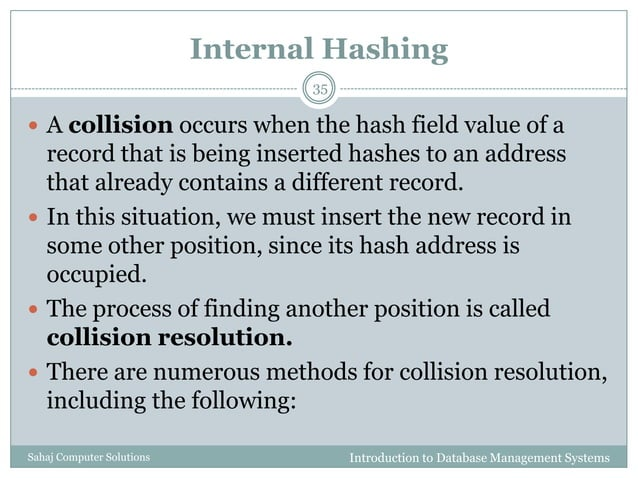 Internal Hashing
35
• A collision occurs when the hash field value of a
record that is being inserted hashes to an address
that already contains a different record.
• In this situation, we must insert the new record in
some other position, since its hash address is
occupied.
• The process of finding another position is called
collision resolution.
• There are numerous methods for collision resolution,
including the following:
Sahaj Computer Solutions
Introduction to Database Management Systems